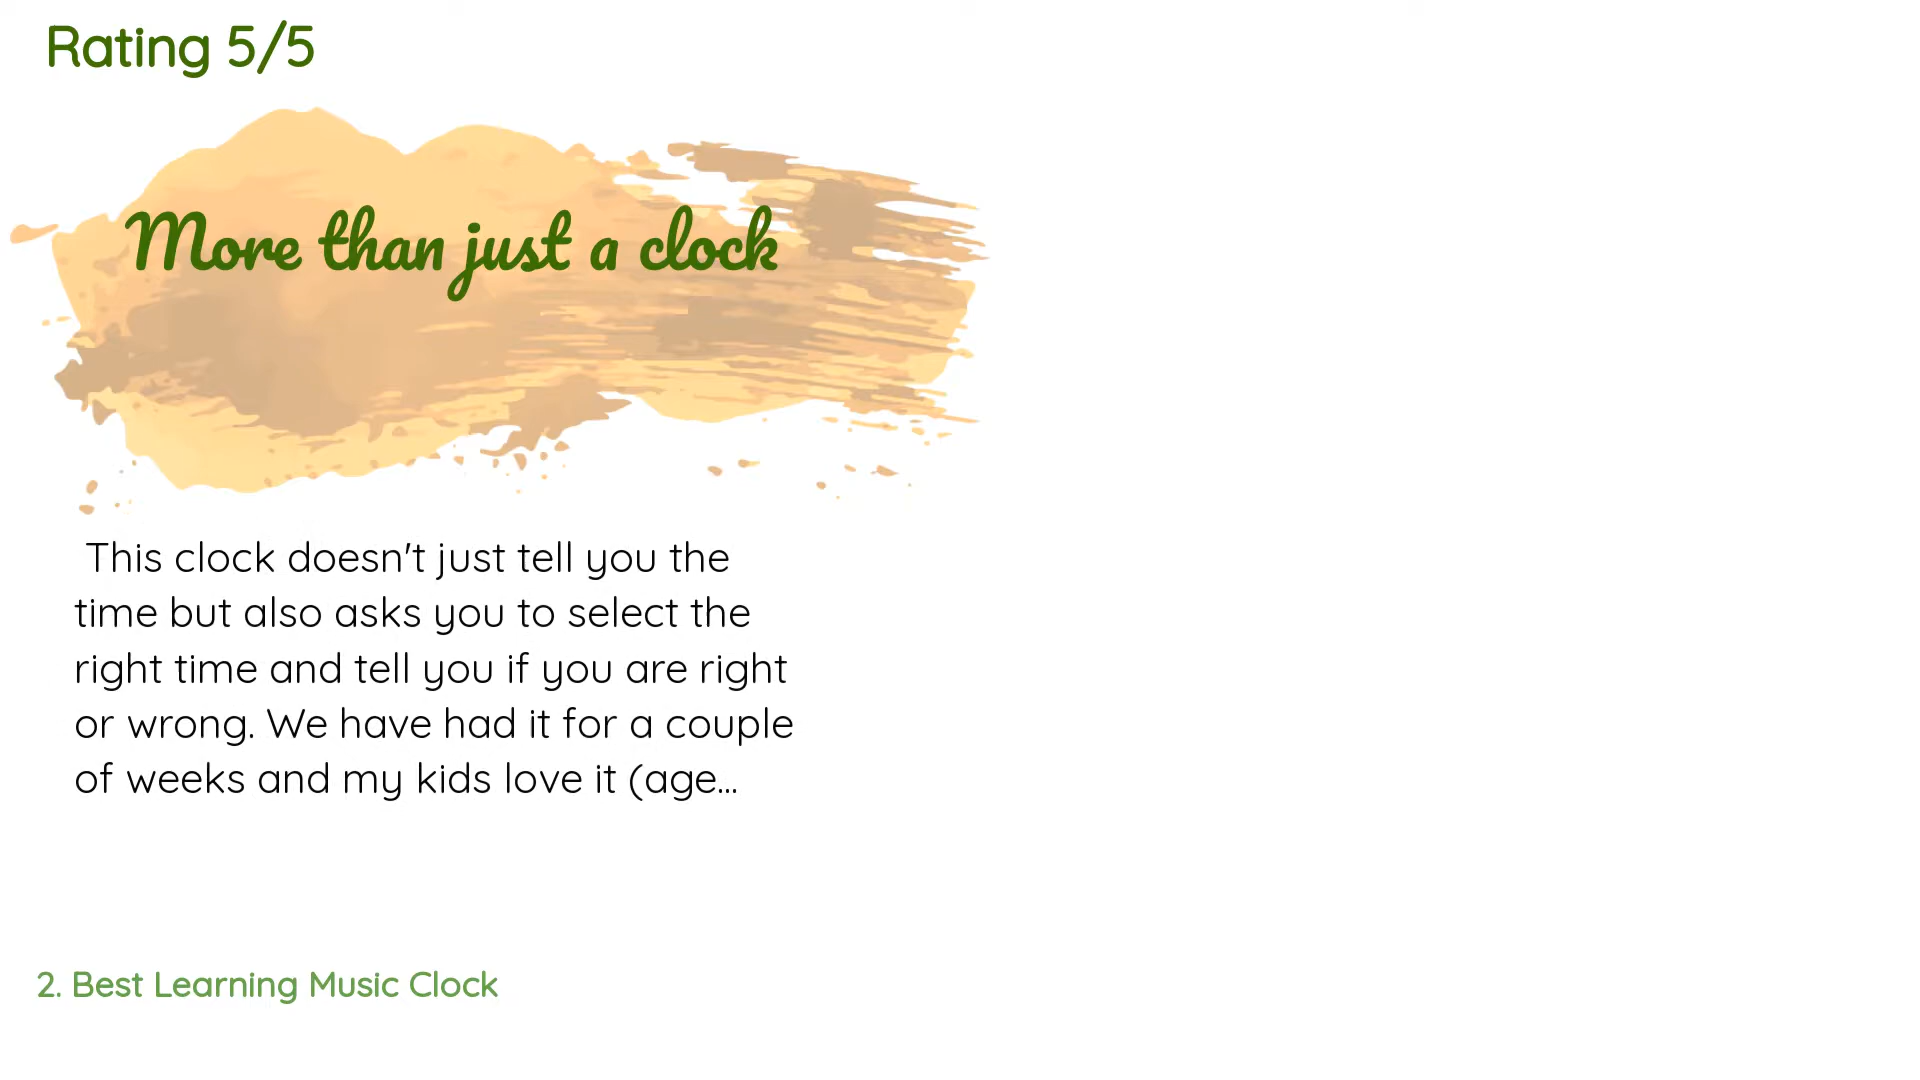 Rating 5/5
More than just a clock
This clock doesn't just tell you the
time but also asks you to select the
right time and tell you if you are right
or wrong. We have had it for a couple
of weeks and my kids love it (age...
2. Best Learning Music Clock